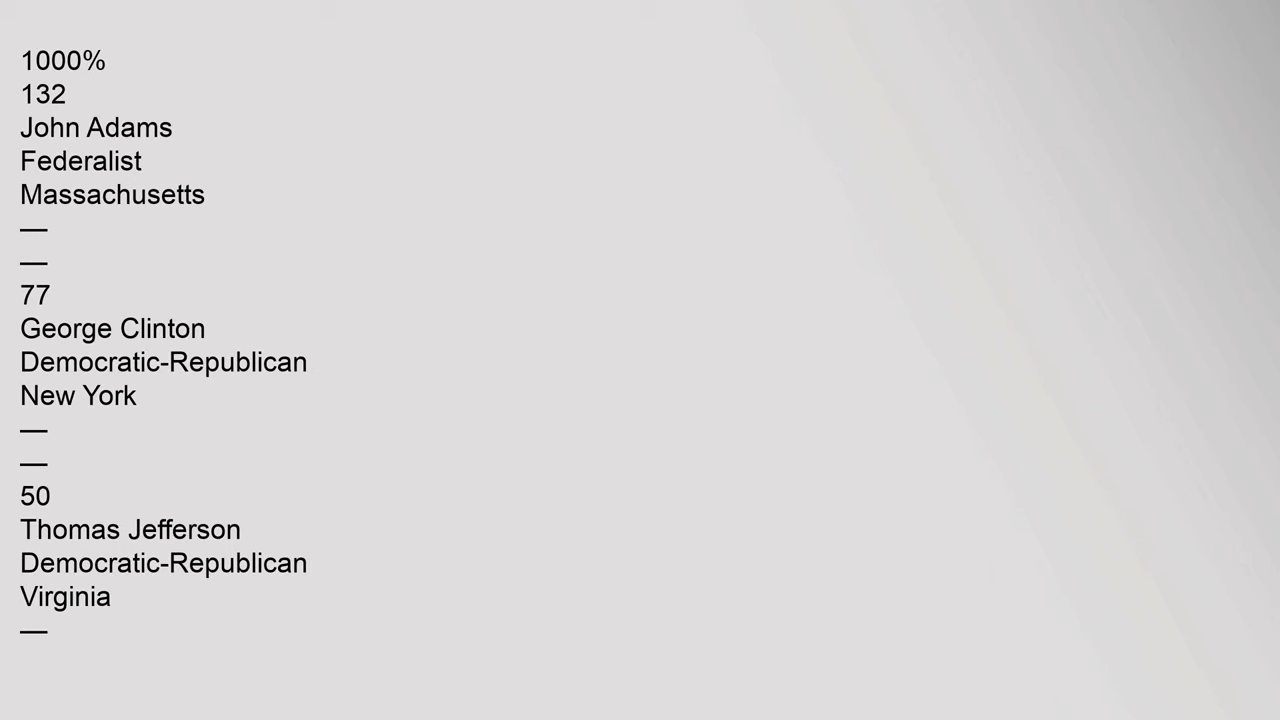 1000%
132
John Adams
Federalist
Massachusetts
—
—
77
George Clinton
Democratic-Republican
New York
—
—
50
Thomas Jefferson
Democratic-Republican
Virginia
—